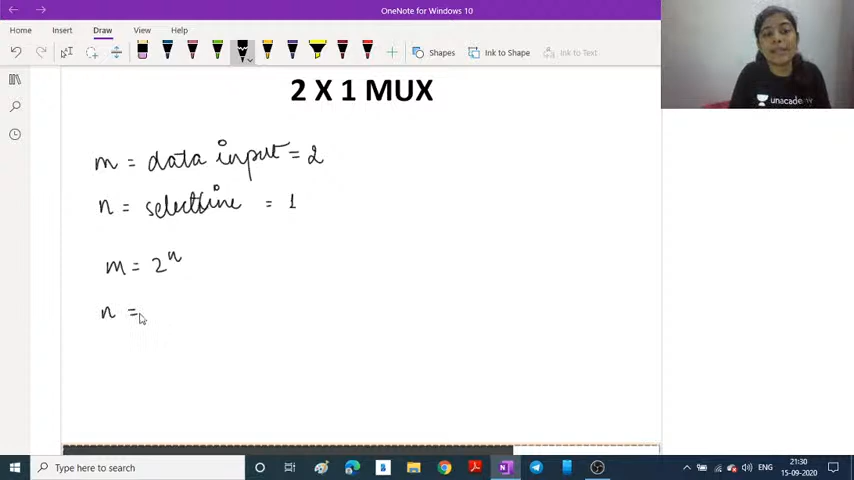 OneNote for Windows 10
Home Insert Draw View Help
Shapes Ink to Shape Ink to Text
unacademy
2 X 1 MUX
m = data input = 2
n = selectline = 1
m = 2^n
n =
Type here to search
ENG
21:30
15-09-2020